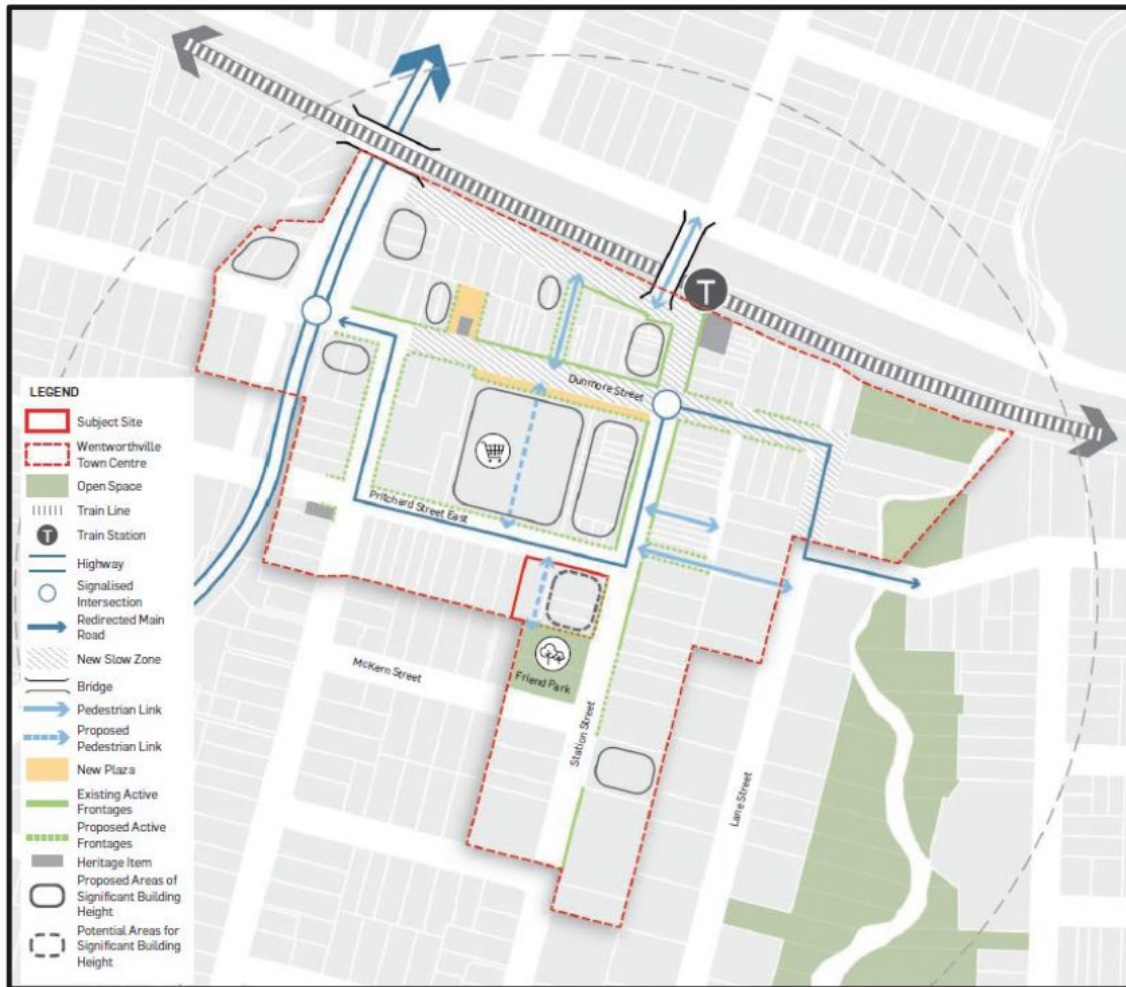 T
Dunmore Street
LEGEND
Subject Site
Wentworthville
Town Centre
Open Space
Train Line
T
Train Station
Highway
Signalised
Intersection
Redirected Main
Road
New Slow Zone
Bridge
Pedestrian Link
Proposed
Pedestrian Link
New Plaza
Existing Active
Frontages
Proposed Active
Frontages
Heritage Item
Proposed Areas of
Significant Building
Height
Potential Areas for
Significant Building
Height
Pritchard Street East
McKern Street
Friend Park
Station Street
Lane Street